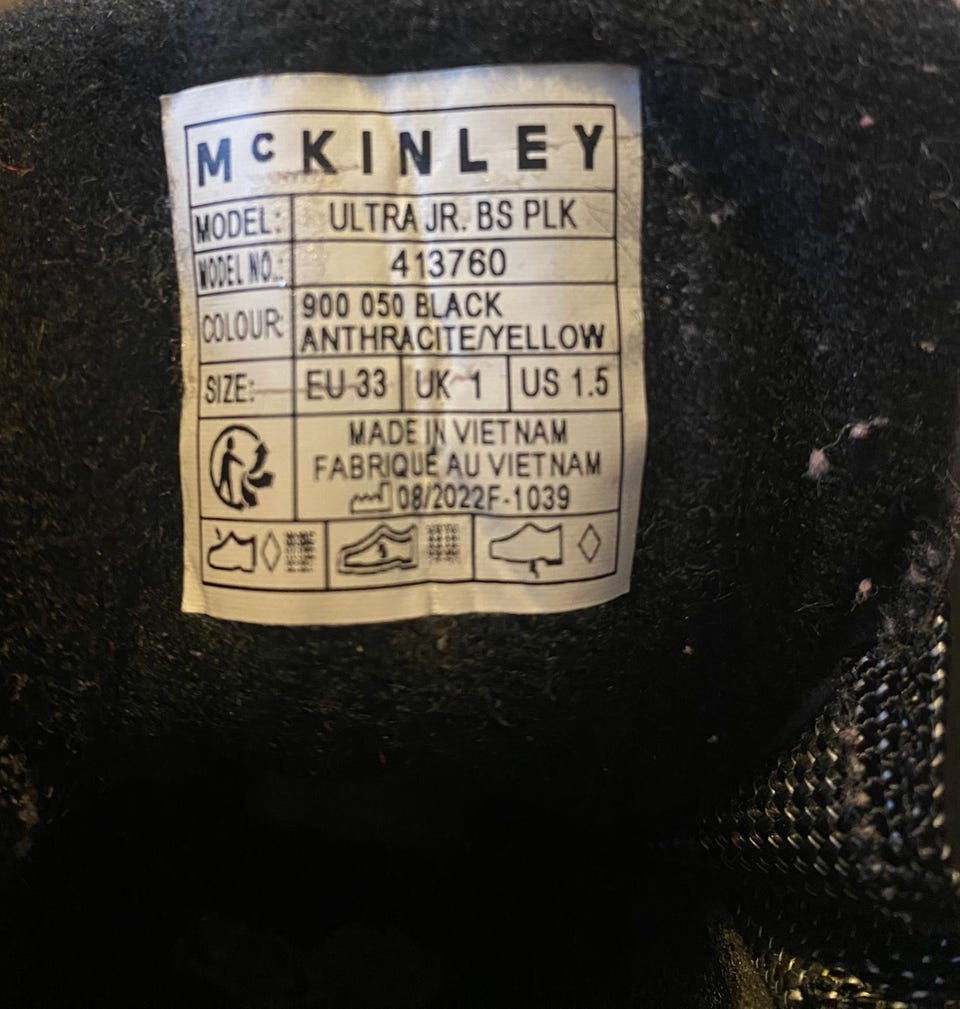 McKINLEY
MODEL: ULTRA JR. BS PLK
MODEL NO.: 413760
COLOUR: 900 050 BLACK
ANTHRACITE/YELLOW
SIZE: EU 33 UK 1 US 1.5
MADE IN VIETNAM
FABRIQUÉ AU VIETNAM
08/2022F-1039